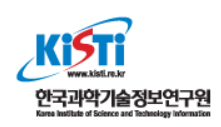 KiSTi
www.kisti.re.kr
한국과학기술정보연구원
Korea Institute of Science and Technology Information